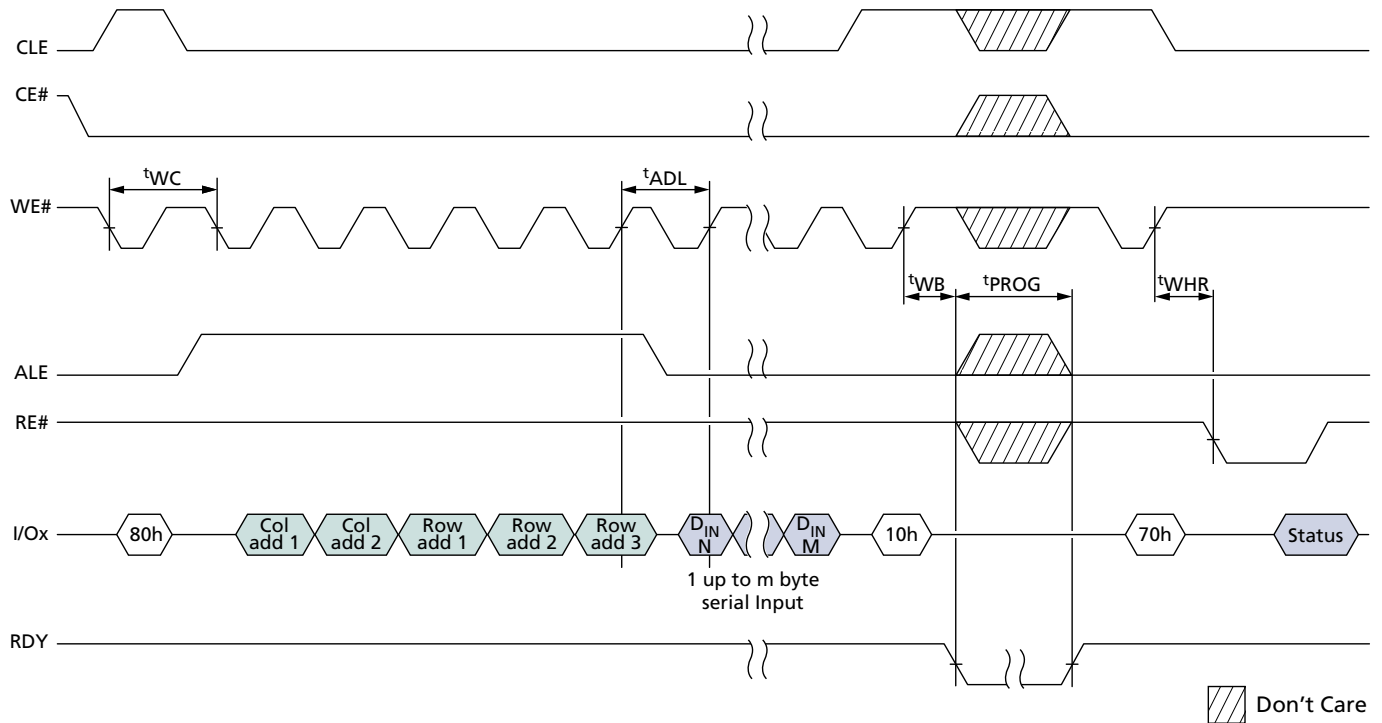 CLE
CE#
tWC
tADL
WE#
tWB
tPROG
tWHR
ALE
RE#
I/Ox
80h
Col
add 1
Col
add 2
Row
add 1
Row
add 2
Row
add 3
DIN
N
DIN
M
10h
70h
Status
1 up to m byte
serial Input
RDY
Don't Care